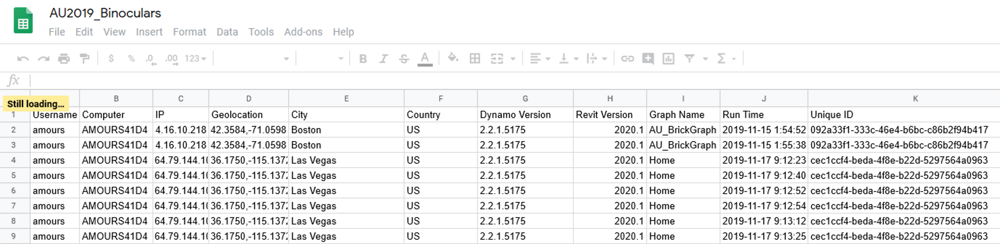 AU2019_Binoculars
File Edit View Insert Format Data Tools Add-ons Help
$ % .0 .00 123 B I S A Σ
fx
B C D E F G H I J K
Still loading...
1 Username Computer IP Geolocation City Country Dynamo Version Revit Version Graph Name Run Time Unique ID
2 amours AMOURS41D4 4.16.10.218 42.3584,-71.0598 Boston US 2.2.1.5175 2020.1 AU_BrickGraph 2019-11-15 1:54:52 092a33f1-333c-46e4-b6bc-c86b2f94b417
3 amours AMOURS41D4 4.16.10.218 42.3584,-71.0598 Boston US 2.2.1.5175 2020.1 AU_BrickGraph 2019-11-15 1:55:38 092a33f1-333c-46e4-b6bc-c86b2f94b417
4 amours AMOURS41D4 64.79.144.1 36.1750,-115.137 Las Vegas US 2.2.1.5175 2020.1 Home 2019-11-17 9:12:23 cec1ccf4-beda-4f8e-b22d-5297564a0963
5 amours AMOURS41D4 64.79.144.1 36.1750,-115.137 Las Vegas US 2.2.1.5175 2020.1 Home 2019-11-17 9:12:40 cec1ccf4-beda-4f8e-b22d-5297564a0963
6 amours AMOURS41D4 64.79.144.1 36.1750,-115.137 Las Vegas US 2.2.1.5175 2020.1 Home 2019-11-17 9:12:52 cec1ccf4-beda-4f8e-b22d-5297564a0963
7 amours AMOURS41D4 64.79.144.1 36.1750,-115.137 Las Vegas US 2.2.1.5175 2020.1 Home 2019-11-17 9:12:54 cec1ccf4-beda-4f8e-b22d-5297564a0963
8 amours AMOURS41D4 64.79.144.1 36.1750,-115.137 Las Vegas US 2.2.1.5175 2020.1 Home 2019-11-17 9:13:12 cec1ccf4-beda-4f8e-b22d-5297564a0963
9 amours AMOURS41D4 64.79.144.1 36.1750,-115.137 Las Vegas US 2.2.1.5175 2020.1 Home 2019-11-17 9:13:25 cec1ccf4-beda-4f8e-b22d-5297564a0963